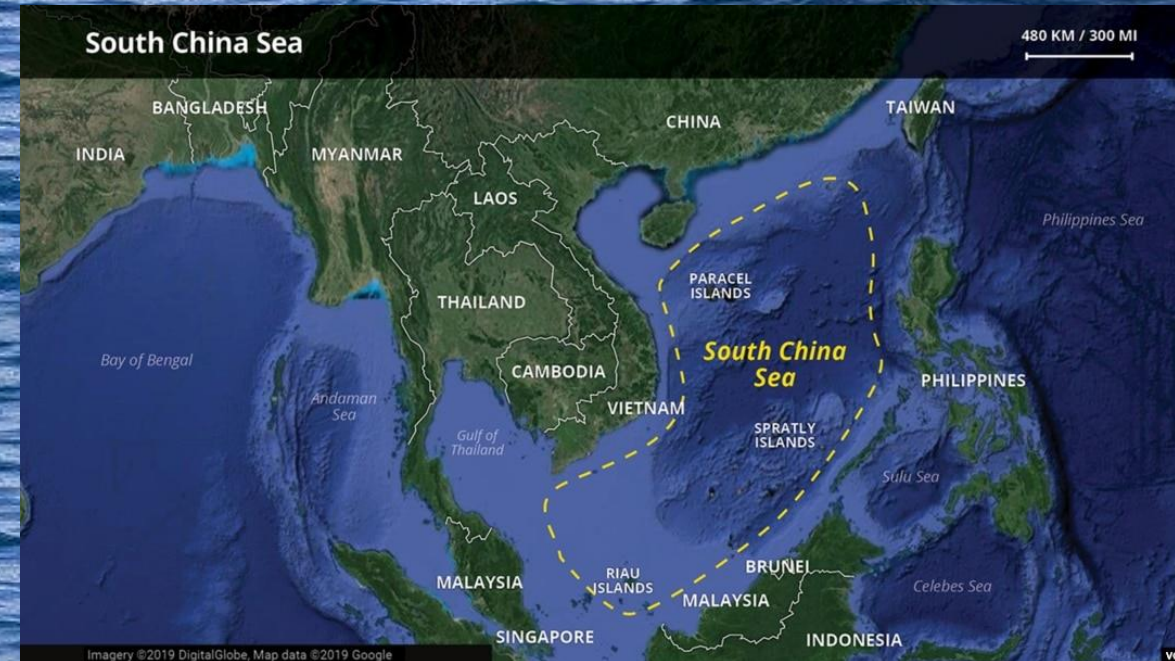 South China Sea
480 KM / 300 MI
BANGLADESH
TAIWAN
CHINA
INDIA
MYANMAR
LAOS
Philippines Sea
PARACEL
ISLANDS
THAILAND
South China
Sea
Bay of Bengal
CAMBODIA
PHILIPPINES
Andaman
Sea
VIETNAM
SPRATLY
ISLANDS
Gulf of
Thailand
Sulu Sea
BRUNEI
RIAU
ISLANDS
MALAYSIA
Celebes Sea
MALAYSIA
SINGAPORE
INDONESIA
Imagery ©2019 DigitalGlobe, Map data ©2019 Google